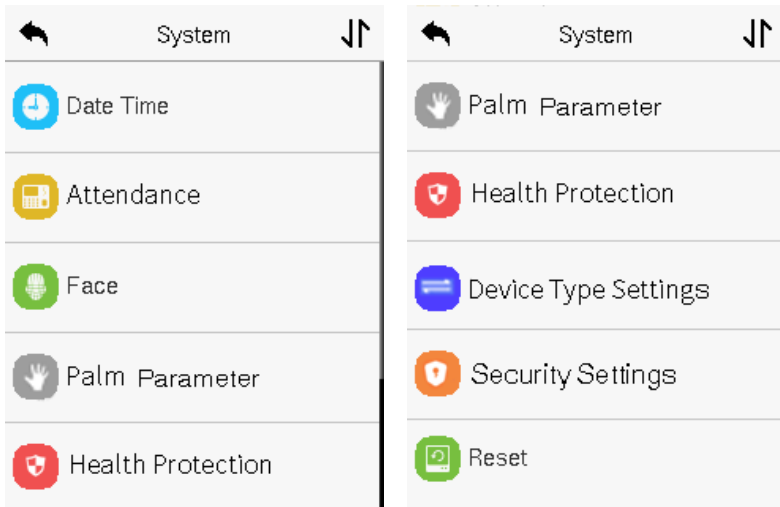 System
Date Time
Attendance
Face
Palm Parameter
Health Protection
System
Palm Parameter
Health Protection
Device Type Settings
Security Settings
Reset